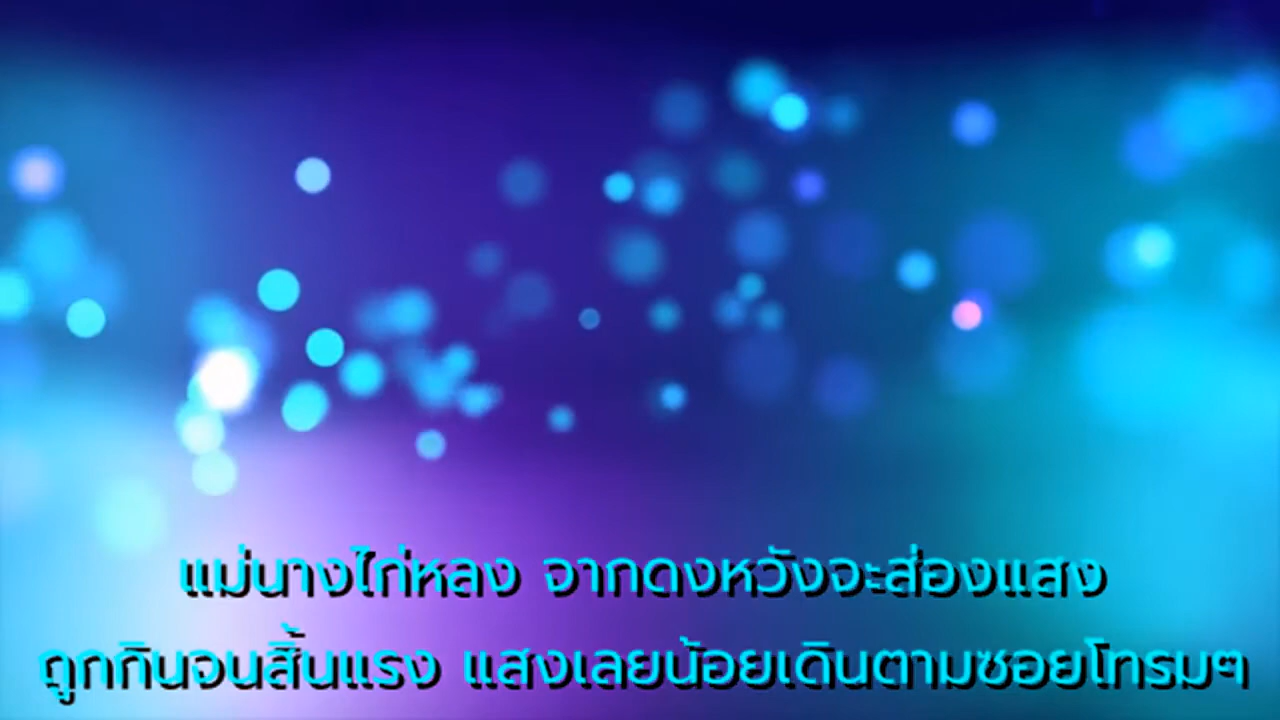 แม่นางไก่หลง จากดงหวังจะส่องแสง
ถูกกินจนสิ้นแรง แสงเลยน้อยเดินตามซอยโทรมๆ